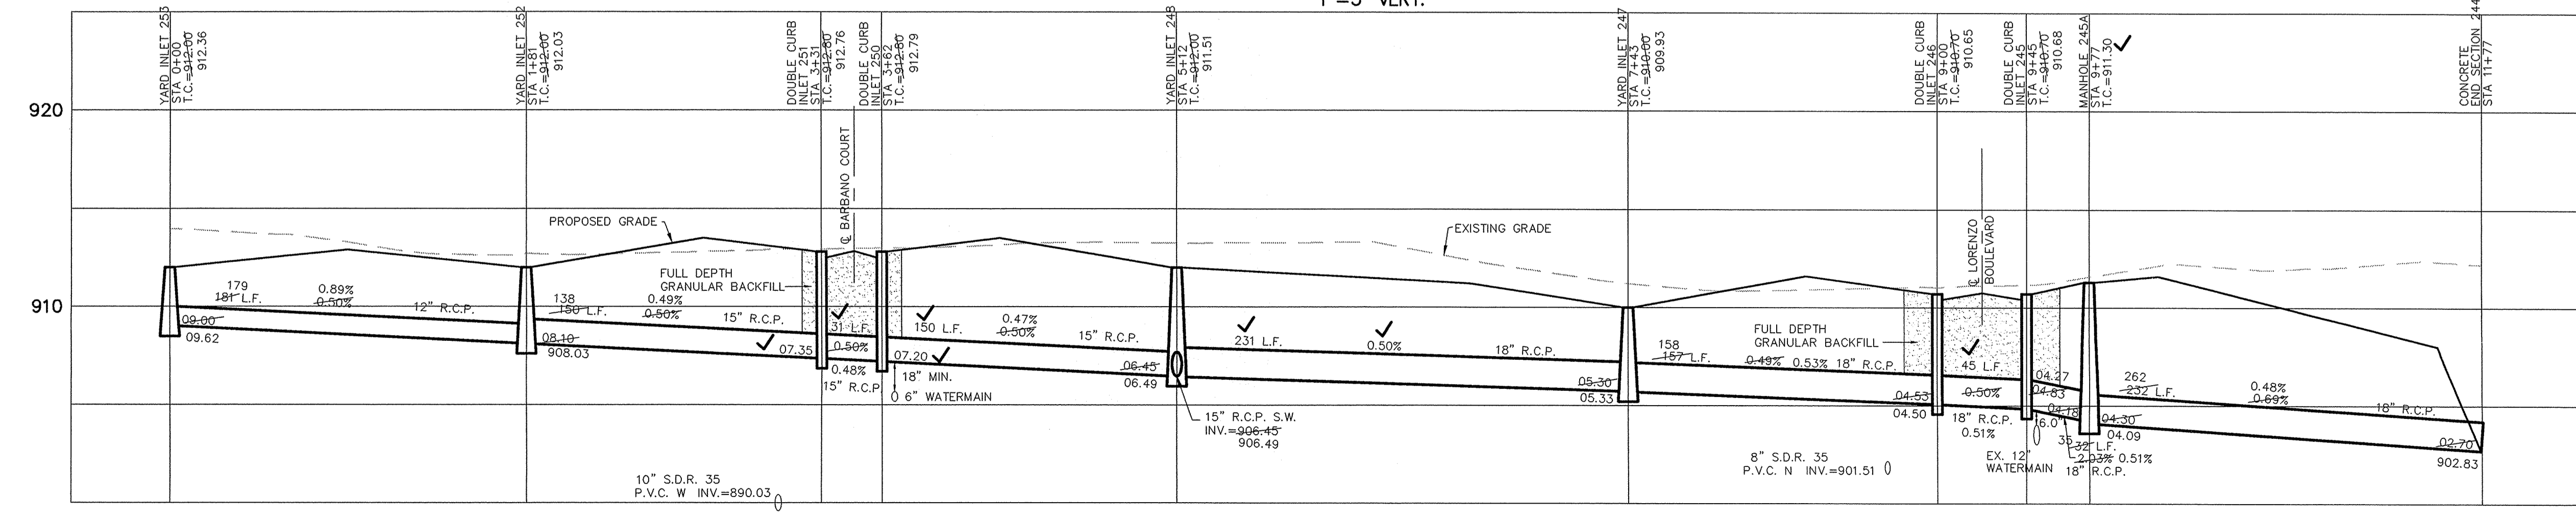 1"=5' VERT.
YARD INLET 253
STA 0+00
T.C.=912.00
912.36
YARD INLET 252
STA 1+81
T.C.=912.00
912.03
DOUBLE CURB
INLET 251
STA 3+31
T.C.=912.80
912.76
DOUBLE CURB
INLET 250
STA 3+62
T.C.=912.80
912.79
YARD INLET 248
STA 5+12
T.C.=912.00
911.51
YARD INLET 247
STA 7+43
T.C.=910.00
909.93
DOUBLE CURB
INLET 246
STA 9+00
T.C.=910.70
910.65
DOUBLE CURB
INLET 245
STA 9+45
T.C.=910.70
910.68
MANHOLE 245A
STA 9+77
T.C.=911.30 ✓
CONCRETE
END SECTION 244
STA 11+77
920
910
PROPOSED GRADE
℄ BARBANO COURT
EXISTING GRADE
℄ LORENZO
BOULEVARD
FULL DEPTH
GRANULAR BACKFILL
179
181 L.F.
0.89%
0.50%
12" R.C.P.
09.00
09.62
138
150 L.F.
0.49%
0.50%
15" R.C.P.
08.10
908.03
✓ 07.35
✓
31 L.F.
0.50%
0.48%
15" R.C.P.
✓
150 L.F.
0.47%
0.50%
15" R.C.P.
07.20 ✓
18" MIN.
6" WATERMAIN
06.45
06.49
✓
231 L.F.
✓
0.50%
18" R.C.P.
15" R.C.P. S.W.
INV.=906.45
906.49
05.30
05.33
158
157 L.F.
0.49% 0.53% 18" R.C.P.
FULL DEPTH
GRANULAR BACKFILL
04.53
04.50
✓
45 L.F.
0.50%
18" R.C.P.
0.51%
04.27
04.83
04.18
6.0"
EX. 12"
WATERMAIN
35
32 L.F.
2.03% 0.51%
18" R.C.P.
04.30
04.09
262
232 L.F.
0.48%
0.69%
18" R.C.P.
02.70
902.83
10" S.D.R. 35
P.V.C. W INV.=890.03
8" S.D.R. 35
P.V.C. N INV.=901.51